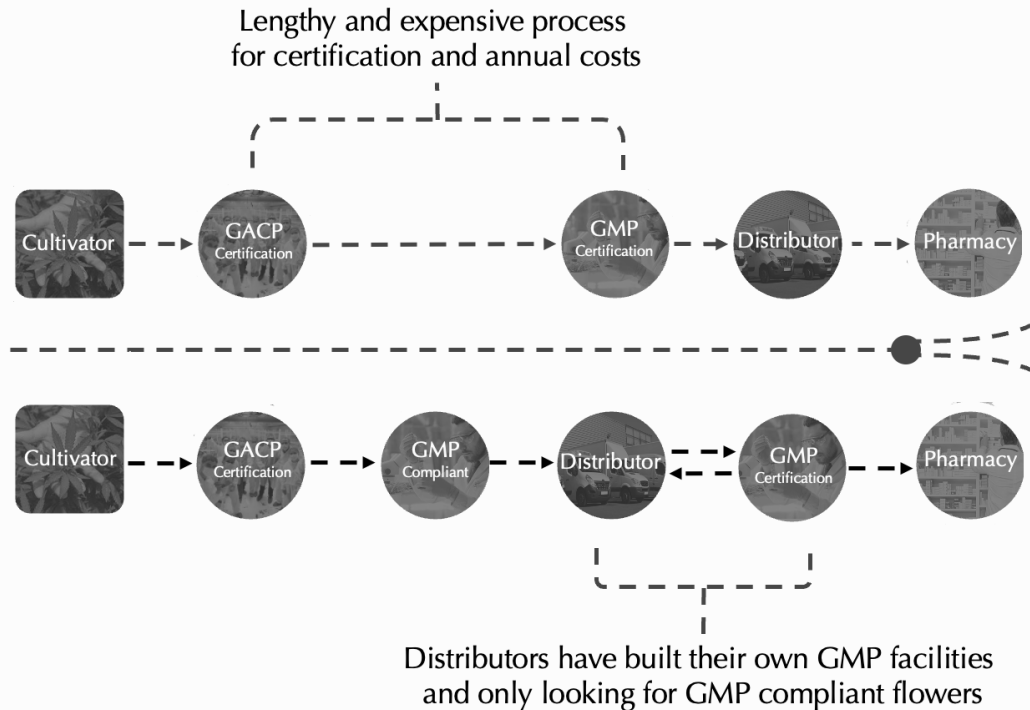 Lengthy and expensive process
for certification and annual costs
Cultivator
GACP
Certification
GMP
Certification
Distributor
Pharmacy
Cultivator
GACP
Certification
GMP
Compliant
Distributor
GMP
Certification
Pharmacy
Distributors have built their own GMP facilities
and only looking for GMP compliant flowers